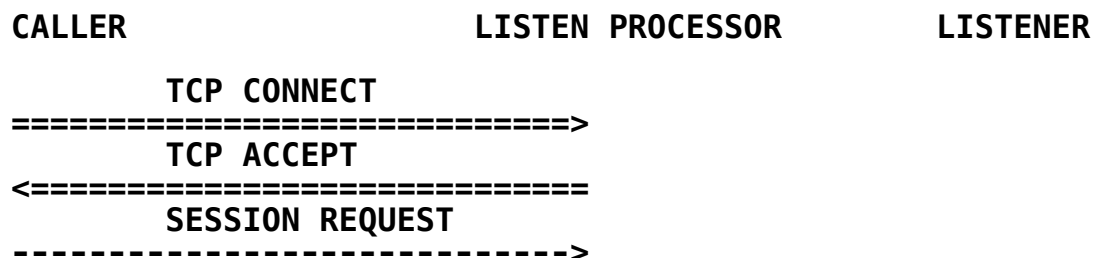 CALLER                  LISTEN PROCESSOR        LISTENER
        TCP CONNECT
=============================>
        TCP ACCEPT
<=============================
        SESSION REQUEST
----------------------------->